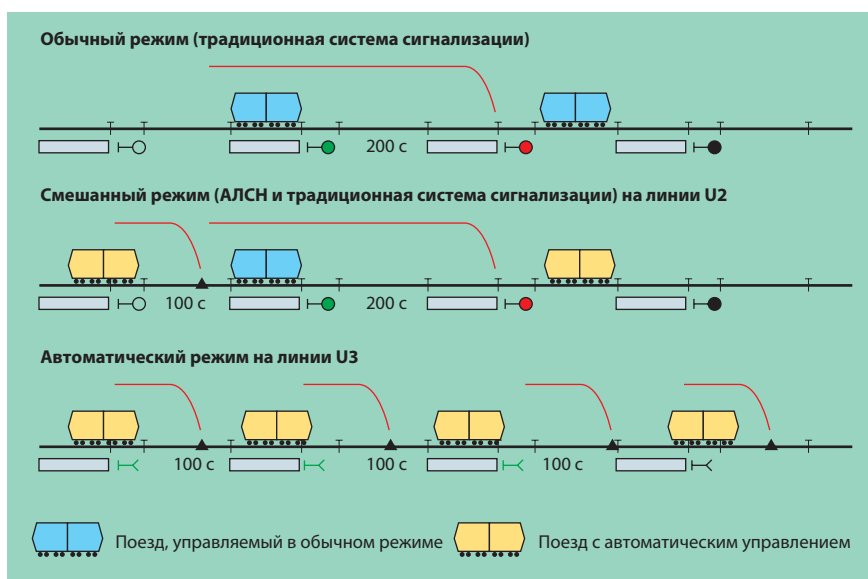 Обычный режим (традиционная система сигнализации)
200 с
Смешанный режим (АЛСН и традиционная система сигнализации) на линии U2
100 с 200 с
Автоматический режим на линии U3
100 с 100 с 100 с
Поезд, управляемый в обычном режиме Поезд с автоматическим управлением